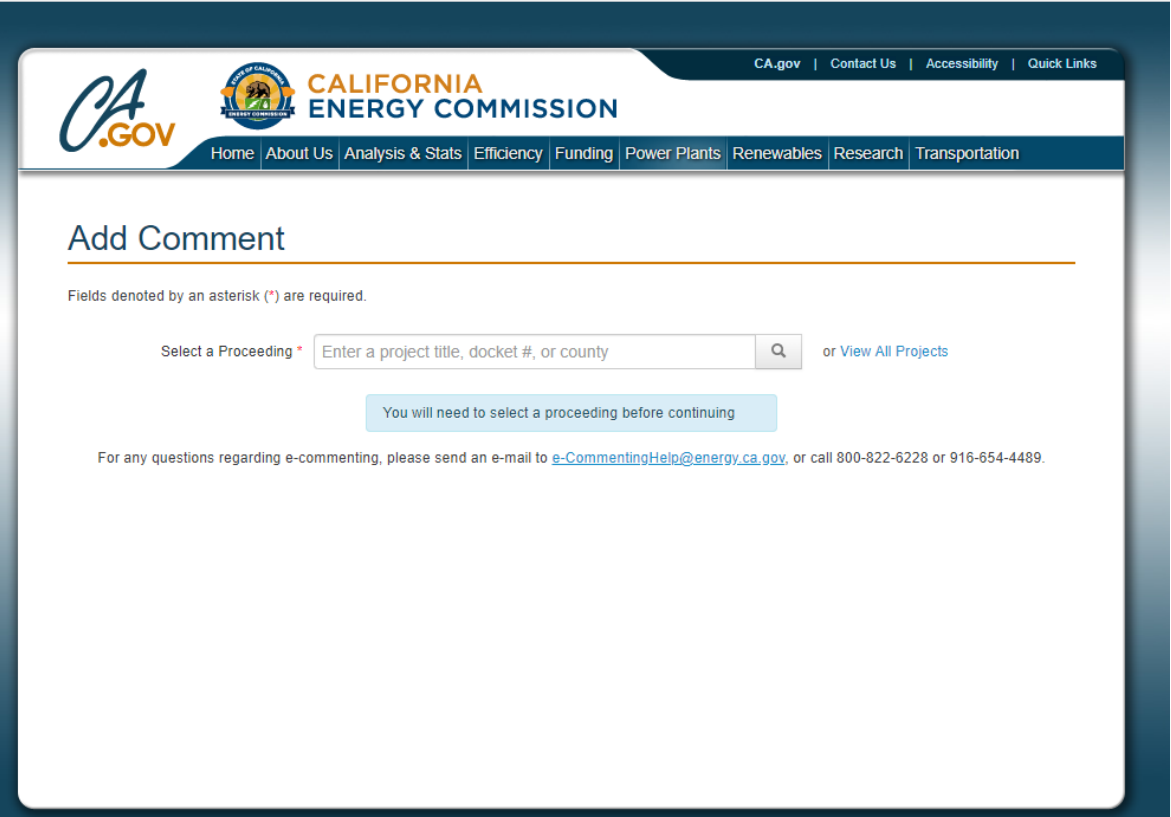 CA.gov | Contact Us | Accessibility | Quick Links
CA
.GOV
STATE OF CALIFORNIA
ENERGY COMMISSION
CALIFORNIA
ENERGY COMMISSION
Home About Us Analysis & Stats Efficiency Funding Power Plants Renewables Research Transportation
Add Comment
Fields denoted by an asterisk (*) are required.
Select a Proceeding * Enter a project title, docket #, or county or View All Projects
You will need to select a proceeding before continuing
For any questions regarding e-commenting, please send an e-mail to e-CommentingHelp@energy.ca.gov, or call 800-822-6228 or 916-654-4489.